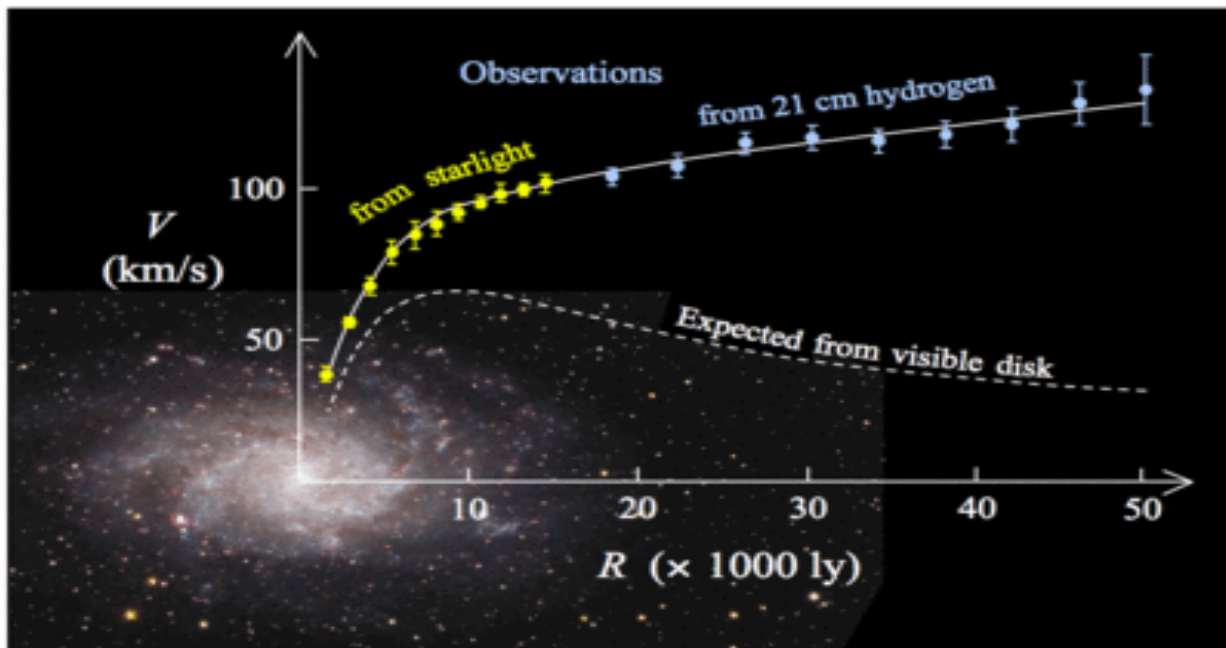 Observations
from 21 cm hydrogen
from starlight
100
V
(km/s)
50
Expected from visible disk
10
20
30
40
50
R (× 1000 ly)